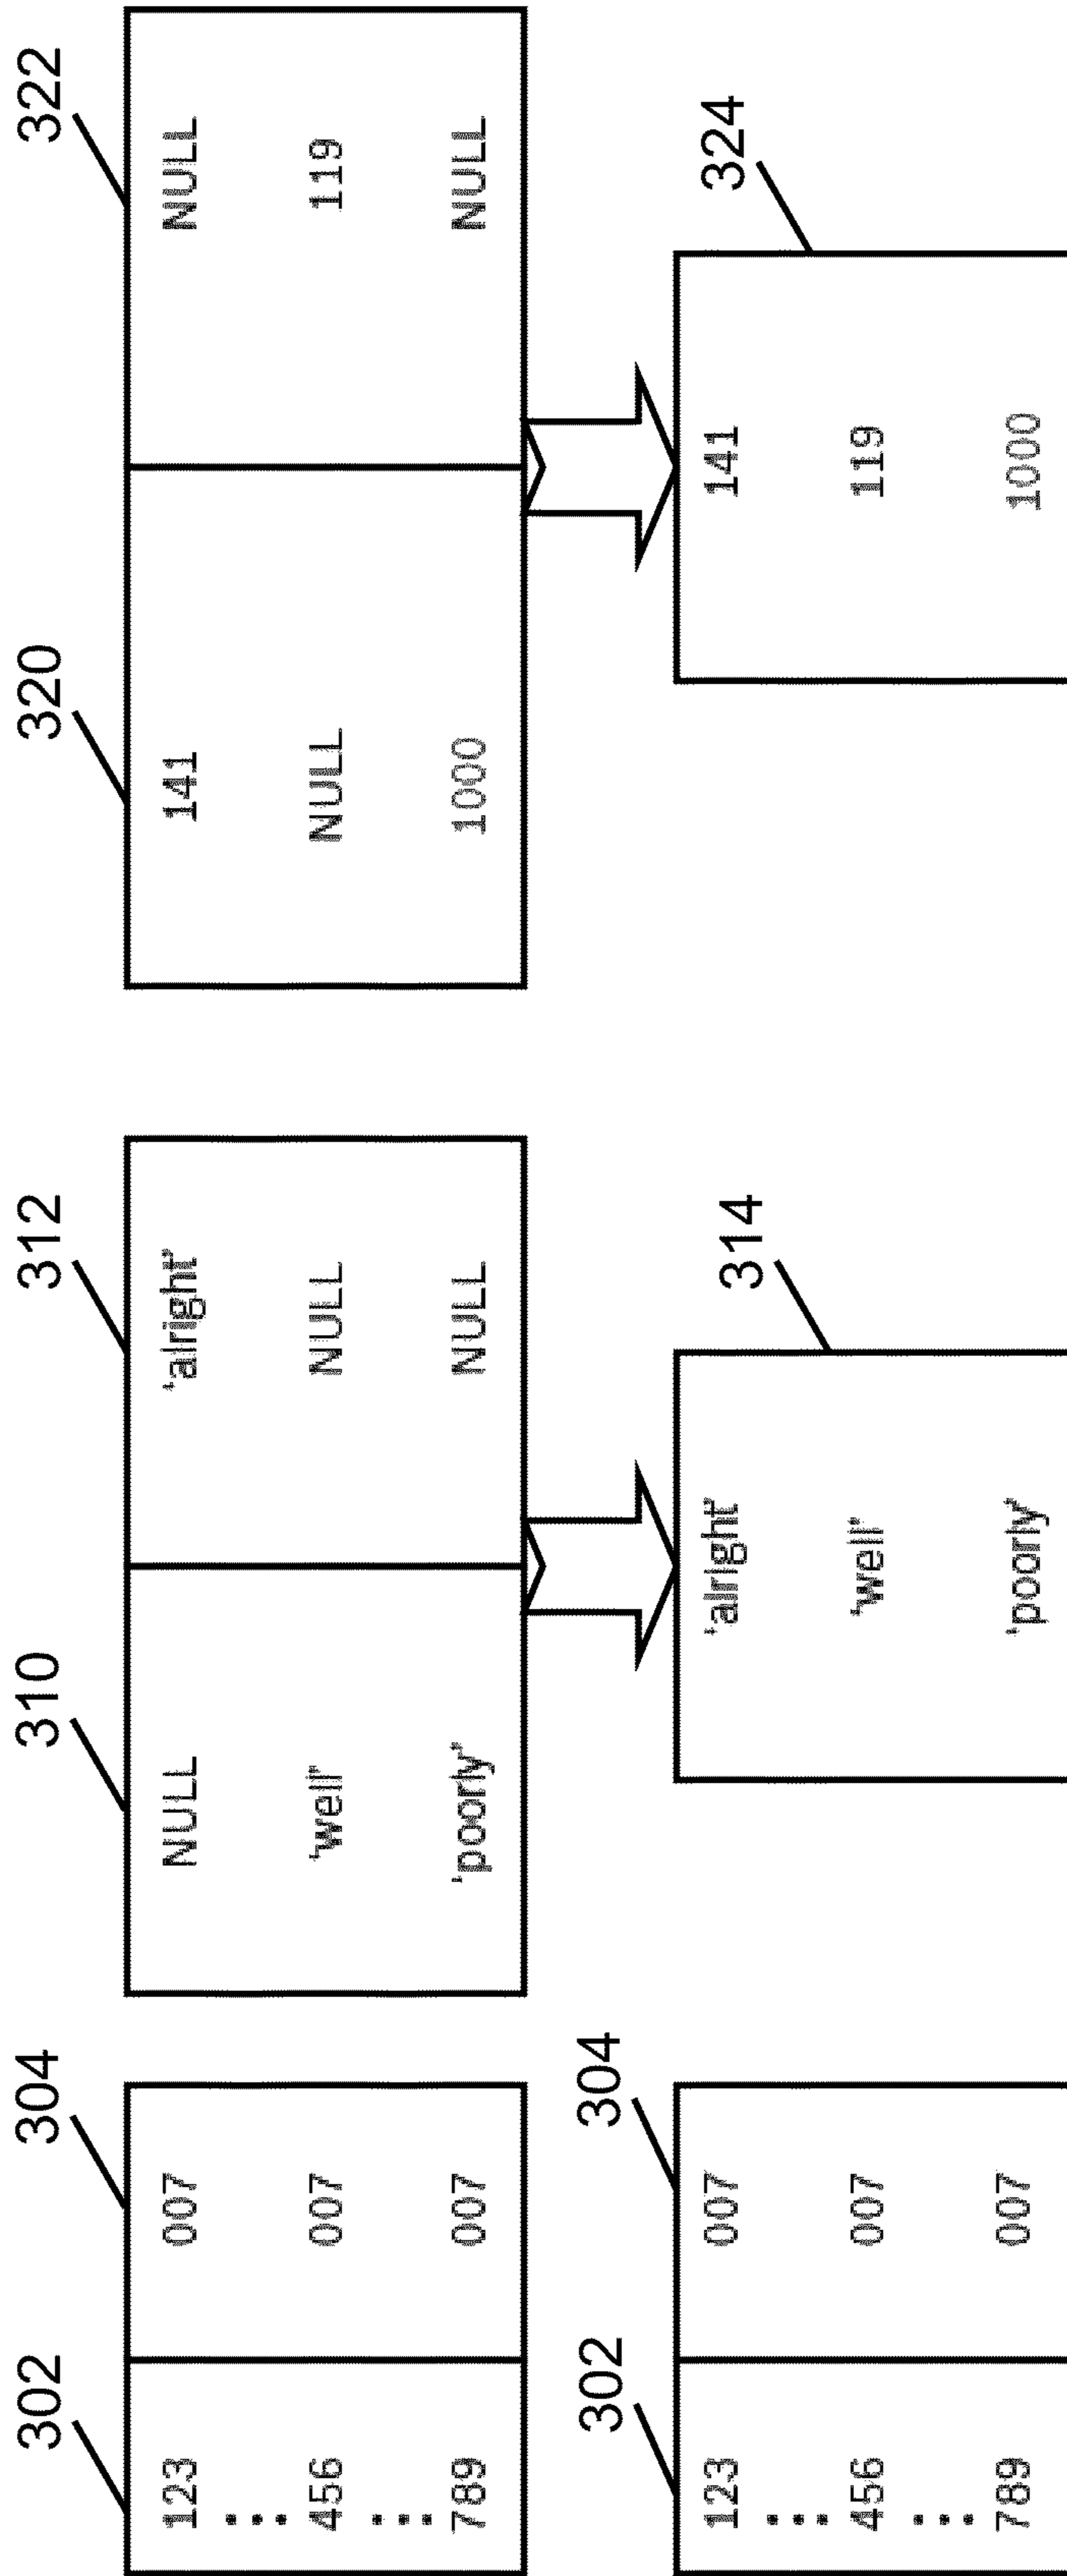 302 304 310 312 320 322
123 007 NULL 'alright' 141 NULL
⋮
456 007 'well' NULL NULL 119
⋮
789 007 'poorly' NULL 1000 NULL
302 304 314 324
123 007 'alright' 141
⋮
456 007 'well' 119
⋮
789 007 'poorly' 1000